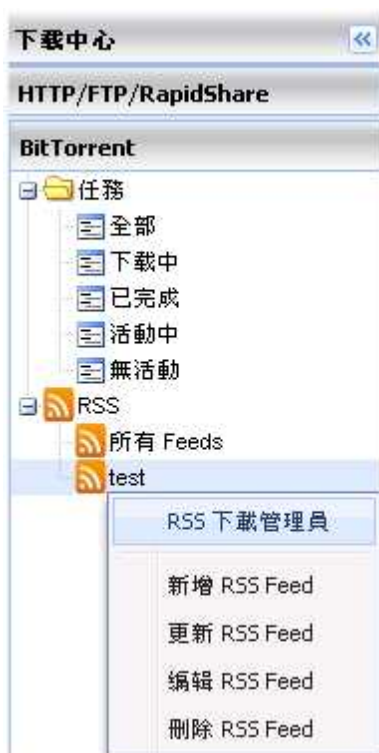 下载中心
HTTP/FTP/RapidShare
BitTorrent
任務
全部
下載中
已完成
活動中
無活動
RSS
所有 Feeds
test
RSS 下載管理員
新增 RSS Feed
更新 RSS Feed
编辑 RSS Feed
刪除 RSS Feed